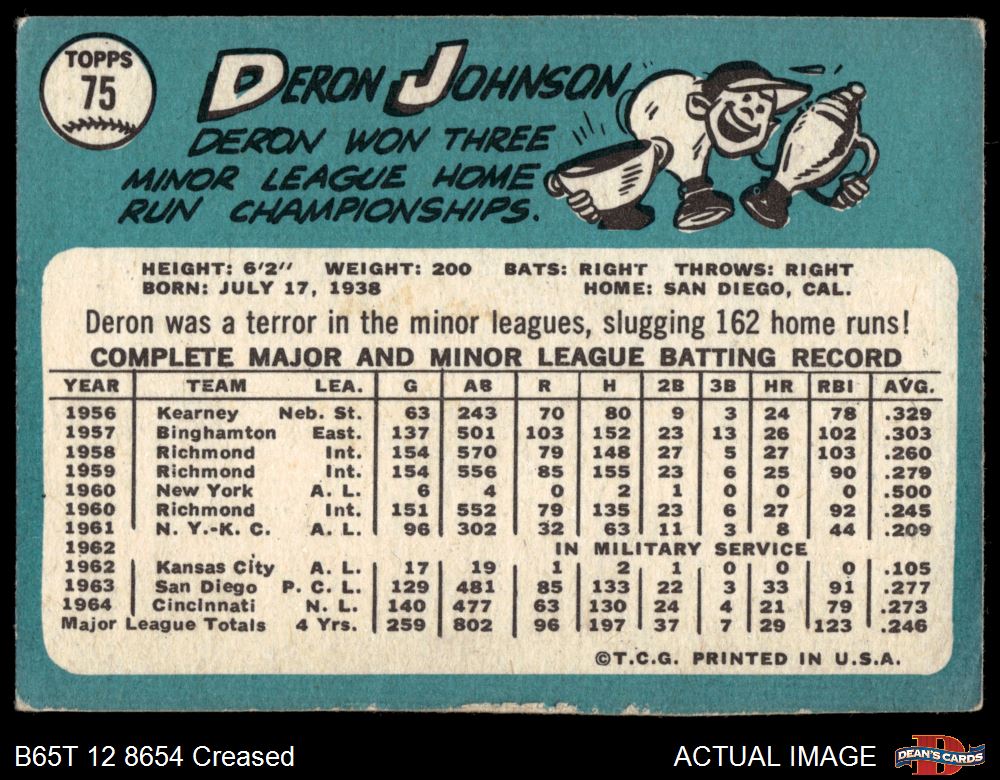 TOPPS
75
DERON JOHNSON
DERON WON THREE
MINOR LEAGUE HOME
RUN CHAMPIONSHIPS.
HEIGHT: 6'2" WEIGHT: 200 BATS: RIGHT THROWS: RIGHT
BORN: JULY 17, 1938 HOME: SAN DIEGO, CAL.
Deron was a terror in the minor leagues, slugging 162 home runs!
COMPLETE MAJOR AND MINOR LEAGUE BATTING RECORD
YEAR TEAM LEA. G AB R H 2B 3B HR RBI AVG.
1956 Kearney Neb. St. 63 243 70 80 9 3 24 78 .329
1957 Binghamton East. 137 501 103 152 23 13 26 102 .303
1958 Richmond Int. 154 570 79 148 27 5 27 103 .260
1959 Richmond Int. 154 556 85 155 23 6 25 90 .279
1960 New York A. L. 6 4 0 2 1 0 0 0 .500
1960 Richmond Int. 151 552 79 135 23 6 27 92 .245
1961 N. Y.-K. C. A. L. 96 302 32 63 11 3 8 44 .209
1962 IN MILITARY SERVICE
1962 Kansas City A. L. 17 19 1 2 1 0 0 0 .105
1963 San Diego P. C. L. 129 481 85 133 22 3 33 91 .277
1964 Cincinnati N. L. 140 477 63 130 24 4 21 79 .273
Major League Totals 4 Yrs. 259 802 96 197 37 7 29 123 .246
©T.C.G. PRINTED IN U.S.A.
B65T 12 8654 Creased ACTUAL IMAGE
DEAN'S CARDS